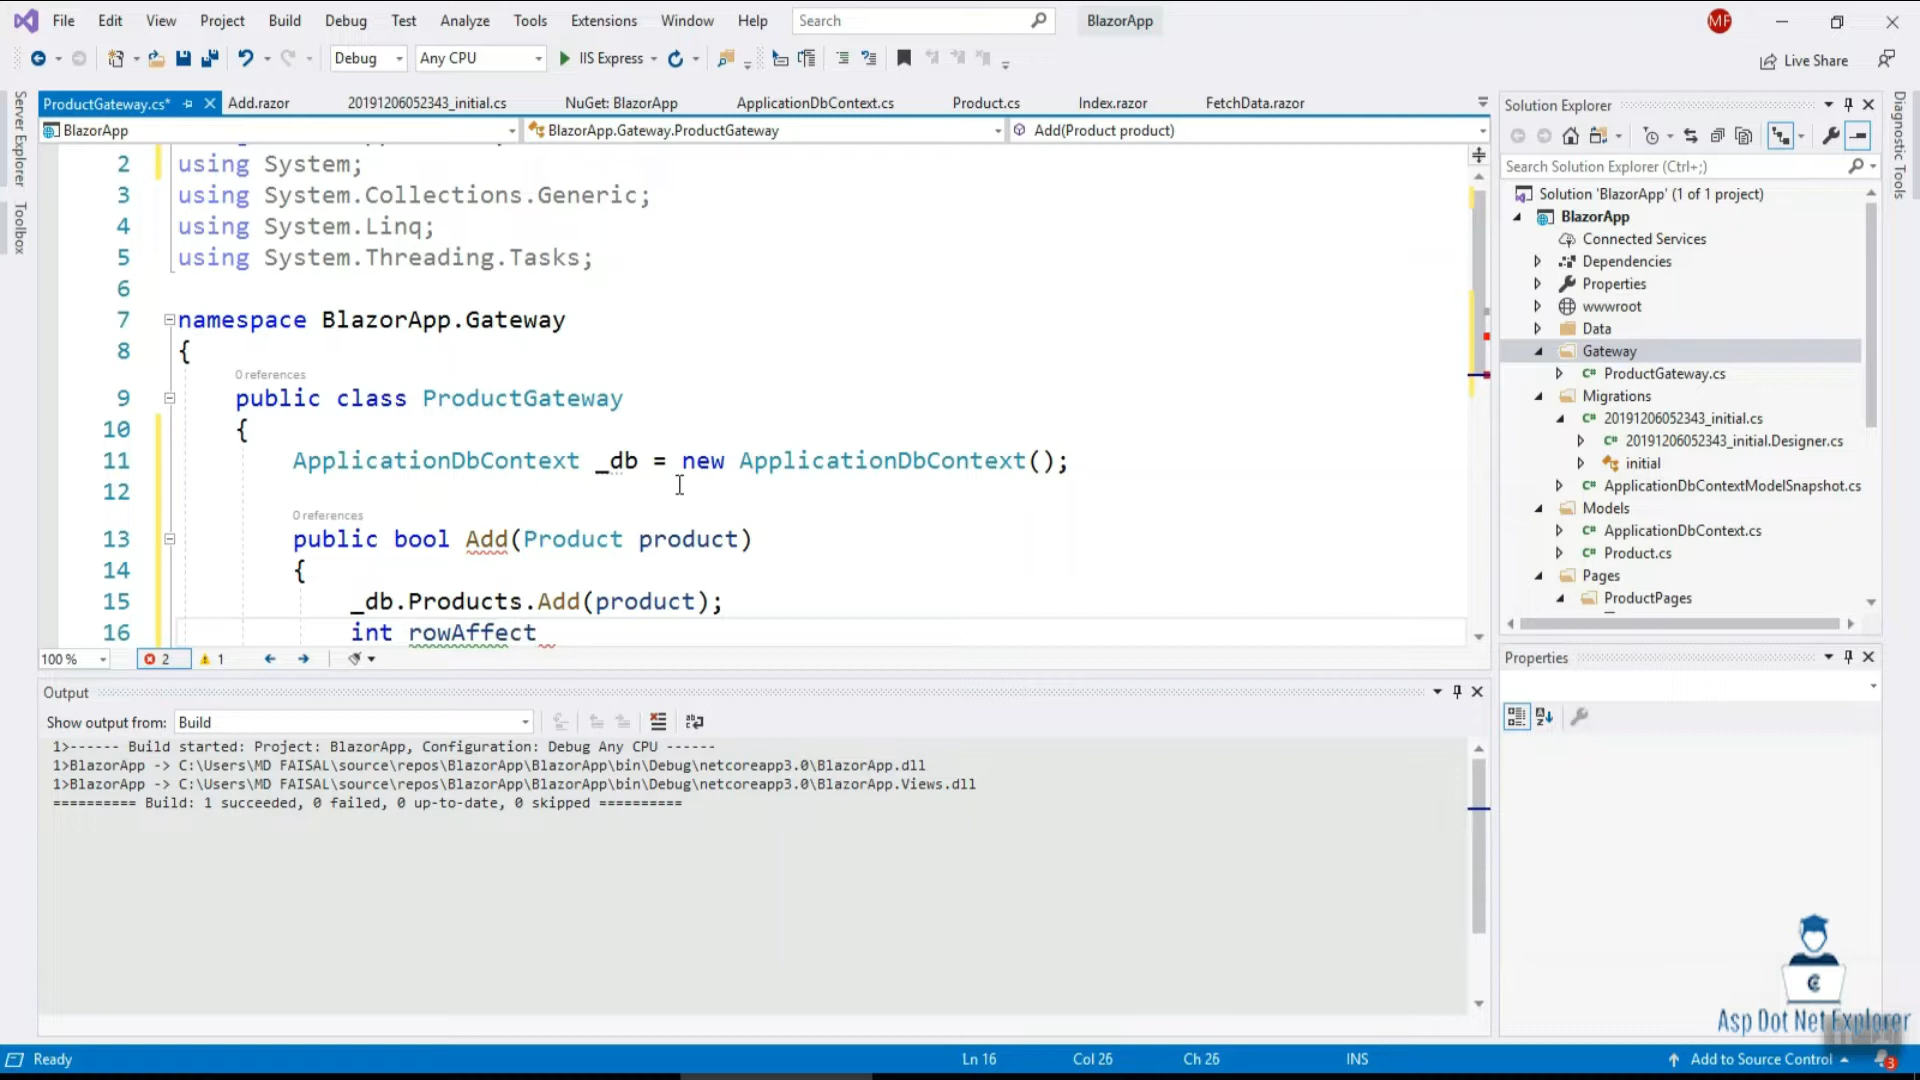 File Edit View Project Build Debug Test Analyze Tools Extensions Window Help Search BlazorApp MF
Debug Any CPU IIS Express Live Share
Server Explorer
Toolbox
ProductGateway.cs* Add.razor 20191206052343_initial.cs NuGet: BlazorApp ApplicationDbContext.cs Product.cs Index.razor FetchData.razor
BlazorApp BlazorApp.Gateway.ProductGateway Add(Product product)
2 using System;
3 using System.Collections.Generic;
4 using System.Linq;
5 using System.Threading.Tasks;
6
7 namespace BlazorApp.Gateway
8 {
0 references
9 public class ProductGateway
10 {
11 ApplicationDbContext _db = new ApplicationDbContext();
12
0 references
13 public bool Add(Product product)
14 {
15 _db.Products.Add(product);
16 int rowAffect
100 % 2 1
Output
Show output from: Build
1>------ Build started: Project: BlazorApp, Configuration: Debug Any CPU ------
1>BlazorApp -> C:\Users\MD FAISAL\source\repos\BlazorApp\BlazorApp\bin\Debug\netcoreapp3.0\BlazorApp.dll
1>BlazorApp -> C:\Users\MD FAISAL\source\repos\BlazorApp\BlazorApp\bin\Debug\netcoreapp3.0\BlazorApp.Views.dll
========== Build: 1 succeeded, 0 failed, 0 up-to-date, 0 skipped ==========
Solution Explorer
Search Solution Explorer (Ctrl+;)
Solution 'BlazorApp' (1 of 1 project)
BlazorApp
Connected Services
Dependencies
Properties
wwwroot
Data
Gateway
C# ProductGateway.cs
Migrations
C# 20191206052343_initial.cs
C# 20191206052343_initial.Designer.cs
initial
C# ApplicationDbContextModelSnapshot.cs
Models
C# ApplicationDbContext.cs
C# Product.cs
Pages
ProductPages
Properties
Diagnostic Tools
Asp Dot Net Explorer
Ready Ln 16 Col 26 Ch 26 INS Add to Source Control 3